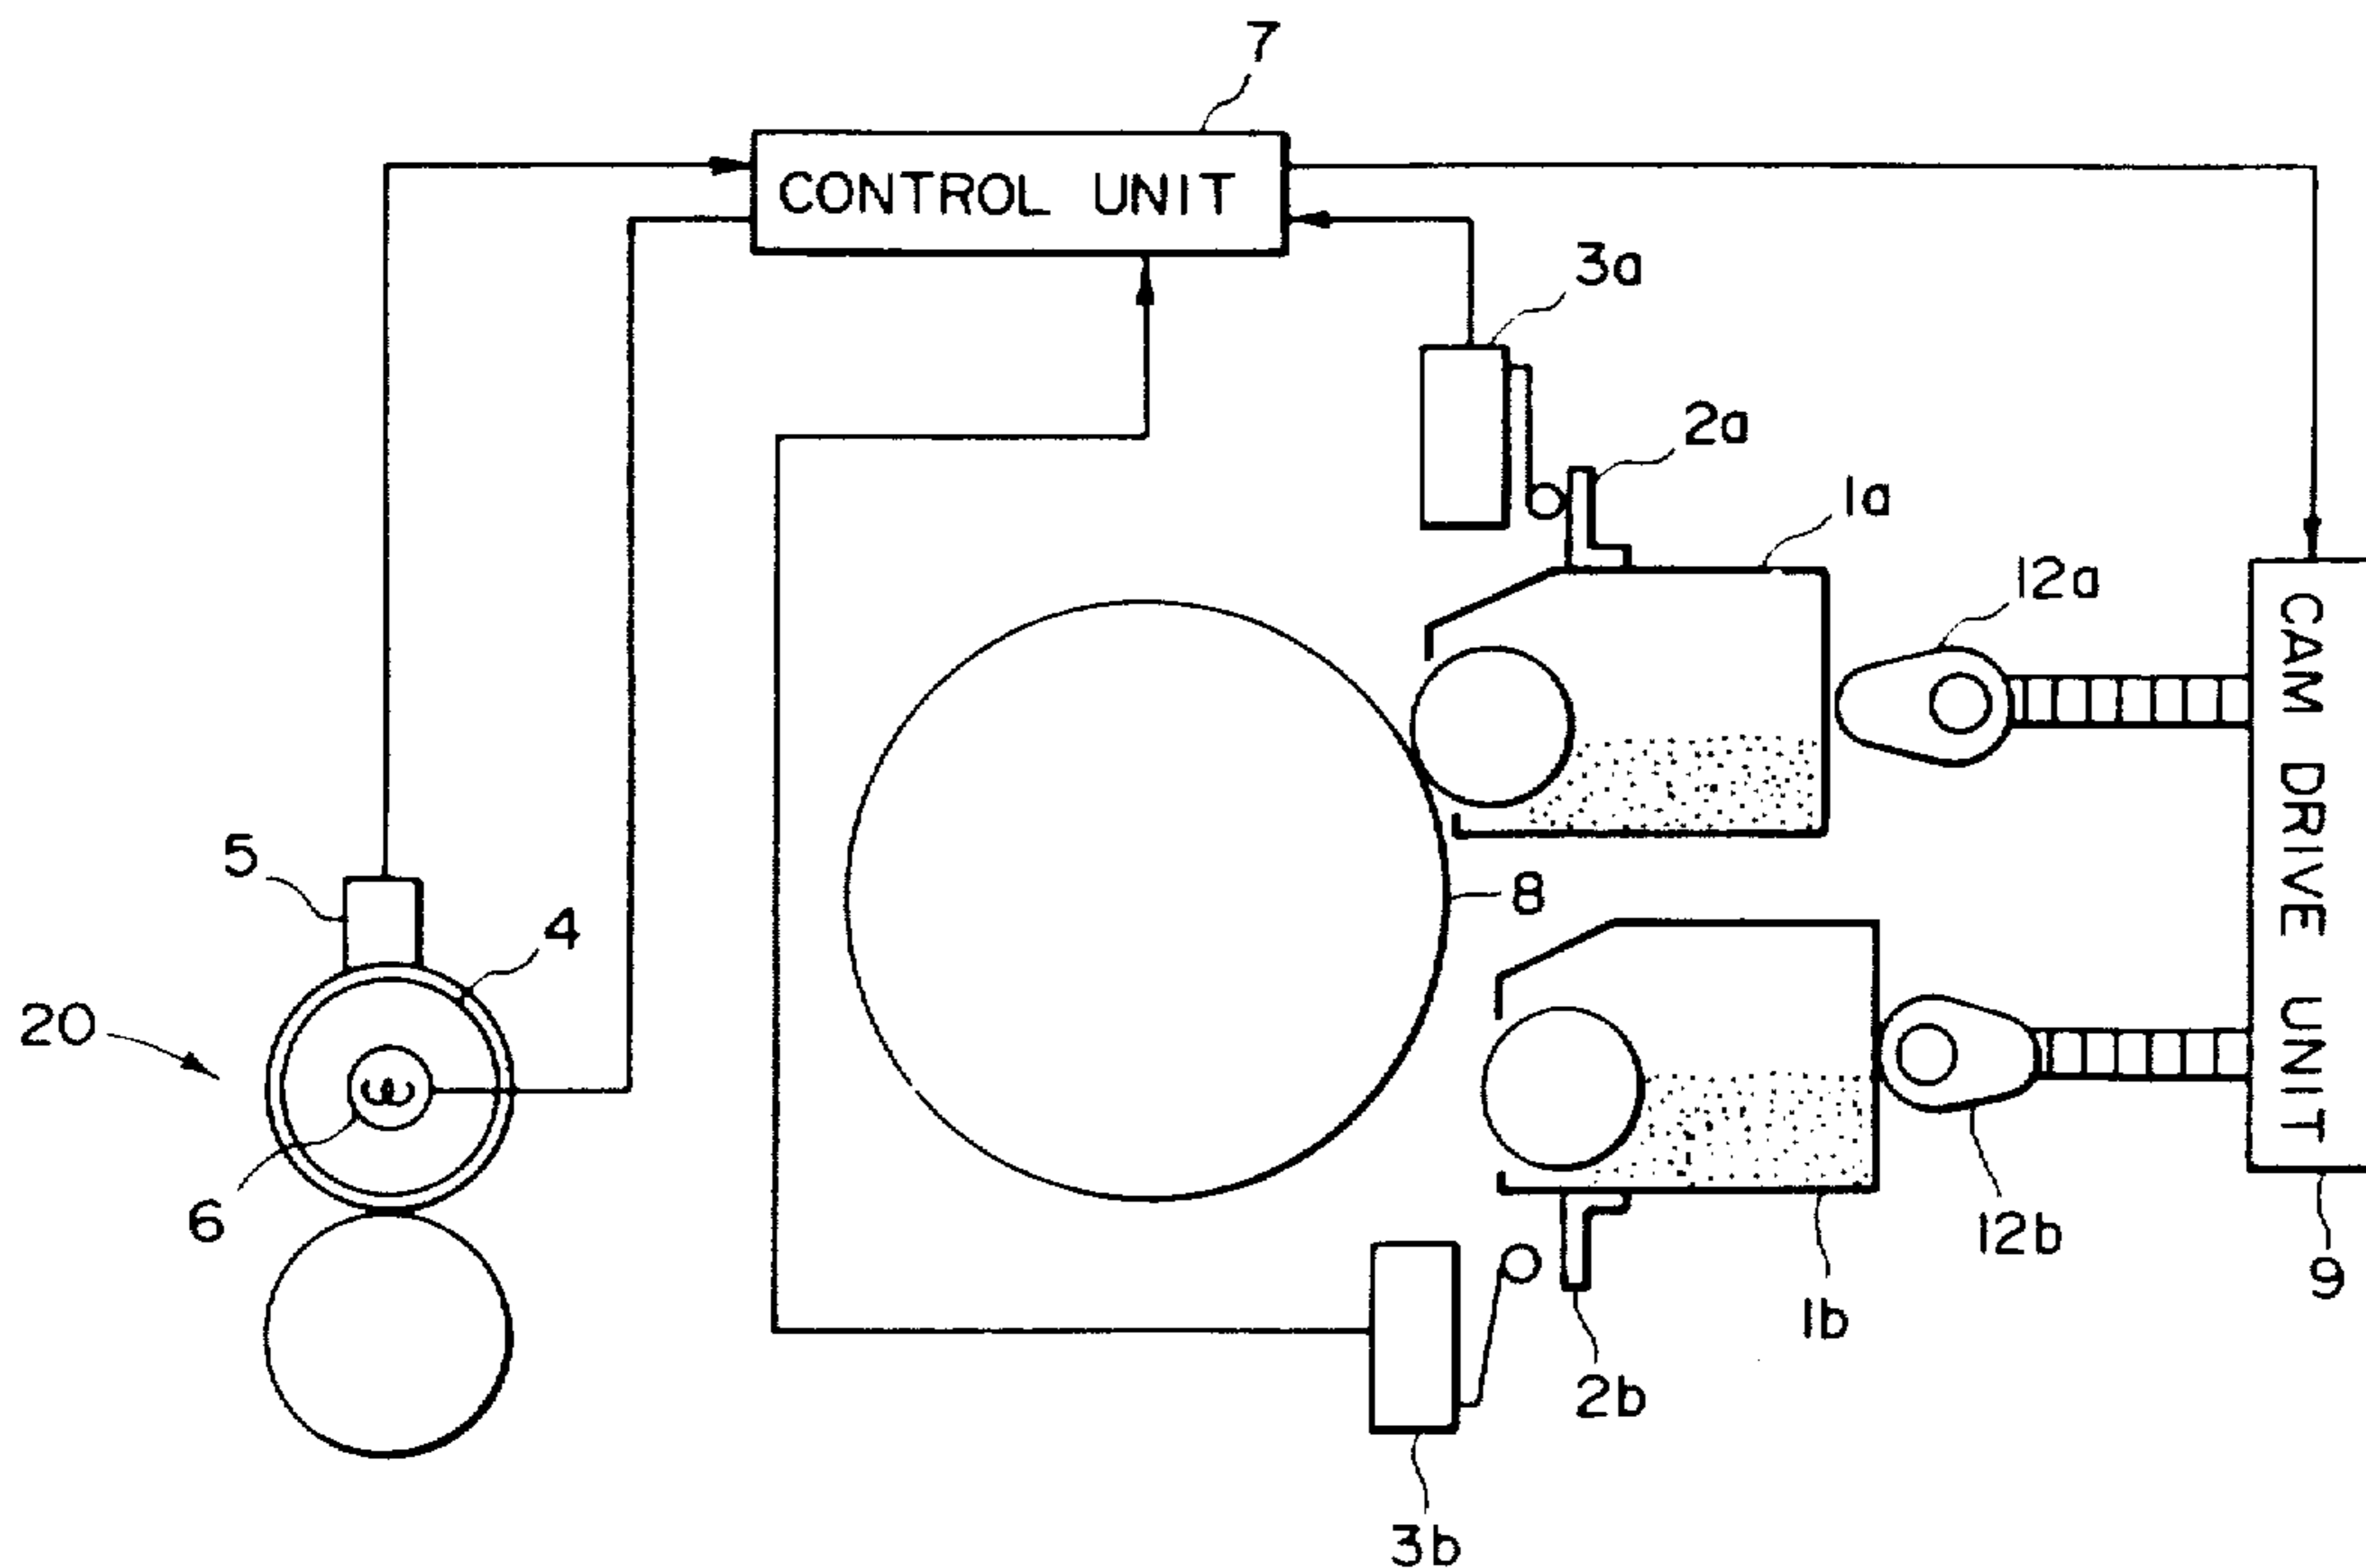 7
CONTROL UNIT
3a
2a
1a
12a
CAM DRIVE UNIT
5
4
8
20
6
12b
9
1b
2b
3b